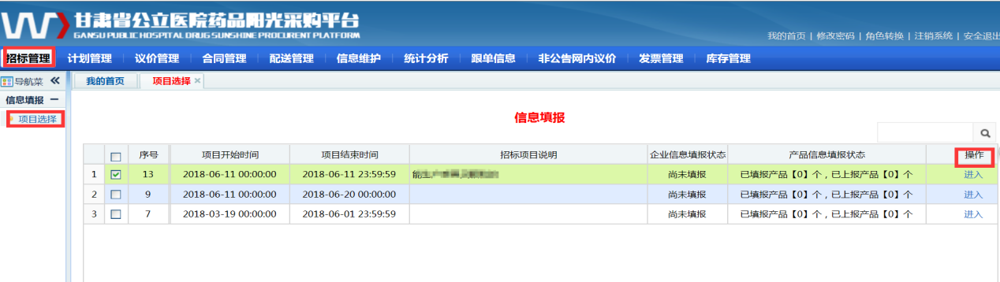 甘肃省公立医院药品阳光采购平台
GANSU PUBLIC HOSPITAL DRUG SUNSHINE PROCURENT PLATFORM
我的首页 | 修改密码 | 角色转换 | 注销系统 | 安全退出
招标管理 计划管理 议价管理 合同管理 配送管理 信息维护 统计分析 跟单信息 非公告网内议价 发票管理 库存管理
导航菜 « 我的首页 项目选择 ×
信息填报 —
项目选择
信息填报
序号 项目开始时间 项目结束时间 招标项目说明 企业信息填报状态 产品信息填报状态 操作
1 13 2018-06-11 00:00:00 2018-06-11 23:59:59 尚未填报 已填报产品【0】个，已上报产品【0】个 进入
2 9 2018-06-11 00:00:00 2018-06-20 00:00:00 尚未填报 已填报产品【0】个，已上报产品【0】个 进入
3 7 2018-03-19 00:00:00 2018-06-01 23:59:59 尚未填报 已填报产品【0】个，已上报产品【0】个 进入